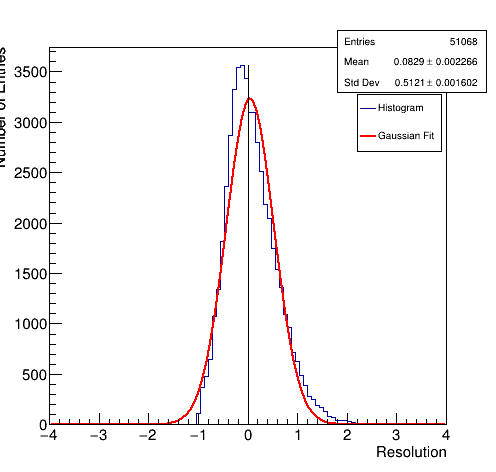 Entries 51068
Mean 0.0829 ± 0.002266
Std Dev 0.5121 ± 0.001602
Histogram
Gaussian Fit
Number of Entries
3500
3000
2500
2000
1500
1000
500
0
−4 −3 −2 −1 0 1 2 3 4
Resolution